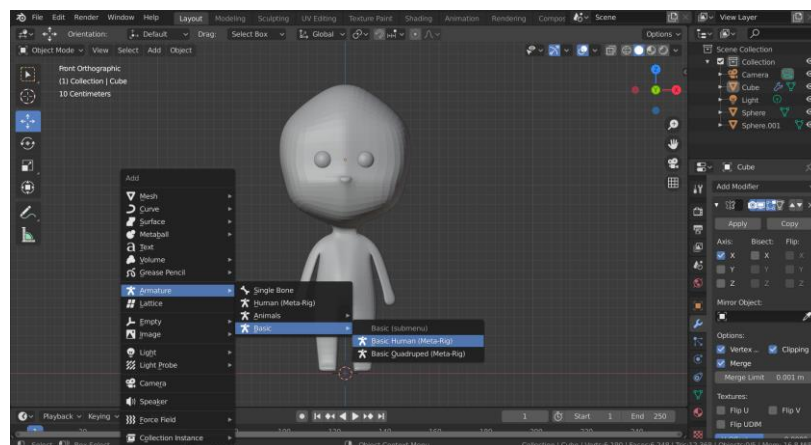 File Edit Render Window Help Layout Modeling Sculpting UV Editing Texture Paint Shading Animation Rendering Compos Scene View Layer
Orientation: Default Drag: Select Box Global Options
Object Mode View Select Add Object
Front Orthographic
(1) Collection | Cube
10 Centimeters
Scene Collection
Collection
Camera
Cube
Light
Sphere
Sphere.001
Cube
Add Modifier
Apply Copy
Axis: Bisect: Flip:
X X X
Y Y Y
Z Z Z
Mirror Object:
Options:
Vertex .. Clipping
Merge
Merge Limit 0.001 m
Textures:
Flip U Flip V
Flip UDIM
Add
Mesh
Curve
Surface
Metaball
Text
Volume
Grease Pencil
Armature
Lattice
Empty
Image
Light
Light Probe
Camera
Speaker
Force Field
Collection Instance
Single Bone
Human (Meta-Rig)
Animals
Basic
Basic (submenu)
Basic Human (Meta-Rig)
Basic Quadruped (Meta-Rig)
Playback Keying 1 Start 1 End 250